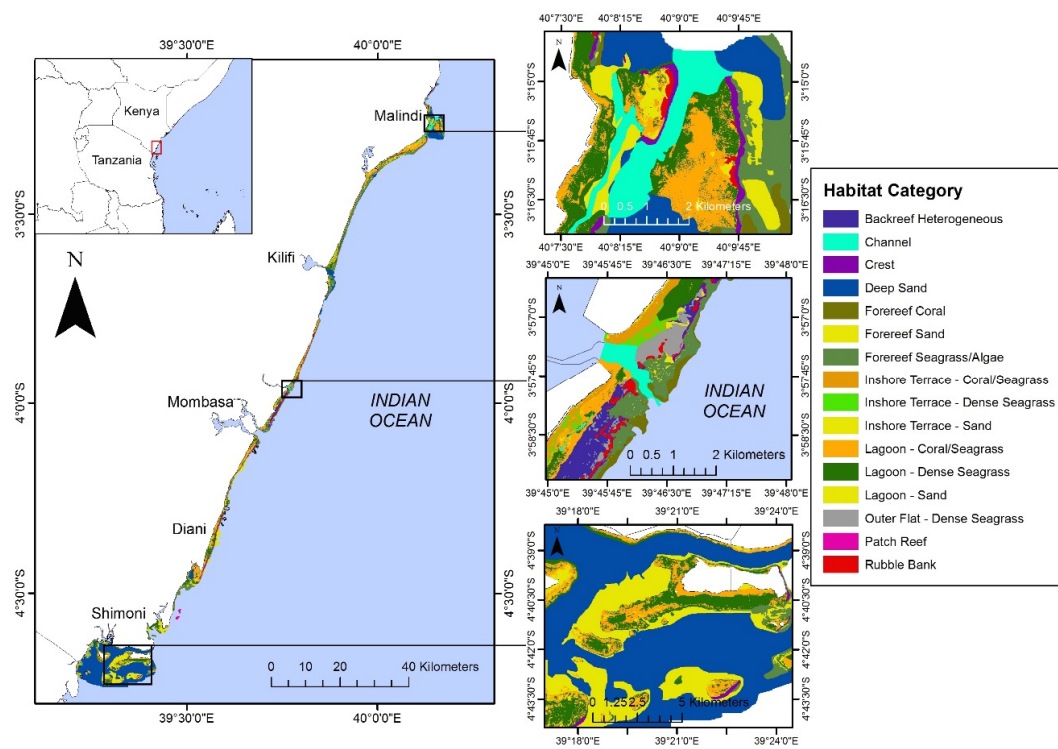 39°30'0"E
40°0'0"E
Kenya
Tanzania
Malindi
Kilifi
Mombasa
Diani
Shimoni
N
INDIAN
OCEAN
3°30'0"S
4°0'0"S
4°30'0"S
3°30'0"S
4°0'0"S
4°30'0"S
0 10 20 40 Kilometers
39°30'0"E
40°0'0"E
40°7'30"E 40°8'15"E 40°9'0"E 40°9'45"E
N
3°15'0"S
3°15'45"S
3°16'30"S
3°15'0"S
3°15'45"S
3°16'30"S
0 0.5 1 2 Kilometers
40°7'30"E 40°8'15"E 40°9'0"E 40°9'45"E
39°45'0"E 39°45'45"E 39°46'30"E 39°47'15"E 39°48'0"E
N
3°57'0"S
3°57'45"S
3°58'30"S
3°57'0"S
3°57'45"S
3°58'30"S
INDIAN
OCEAN
0 0.5 1 2 Kilometers
39°45'0"E 39°45'45"E 39°46'30"E 39°47'15"E 39°48'0"E
39°18'0"E 39°21'0"E 39°24'0"E
N
4°39'0"S
4°40'30"S
4°42'0"S
4°43'30"S
4°39'0"S
4°40'30"S
4°42'0"S
4°43'30"S
0 1.25 2.5 5 Kilometers
39°18'0"E 39°21'0"E 39°24'0"E
Habitat Category
Backreef Heterogeneous
Channel
Crest
Deep Sand
Forereef Coral
Forereef Sand
Forereef Seagrass/Algae
Inshore Terrace - Coral/Seagrass
Inshore Terrace - Dense Seagrass
Inshore Terrace - Sand
Lagoon - Coral/Seagrass
Lagoon - Dense Seagrass
Lagoon - Sand
Outer Flat - Dense Seagrass
Patch Reef
Rubble Bank